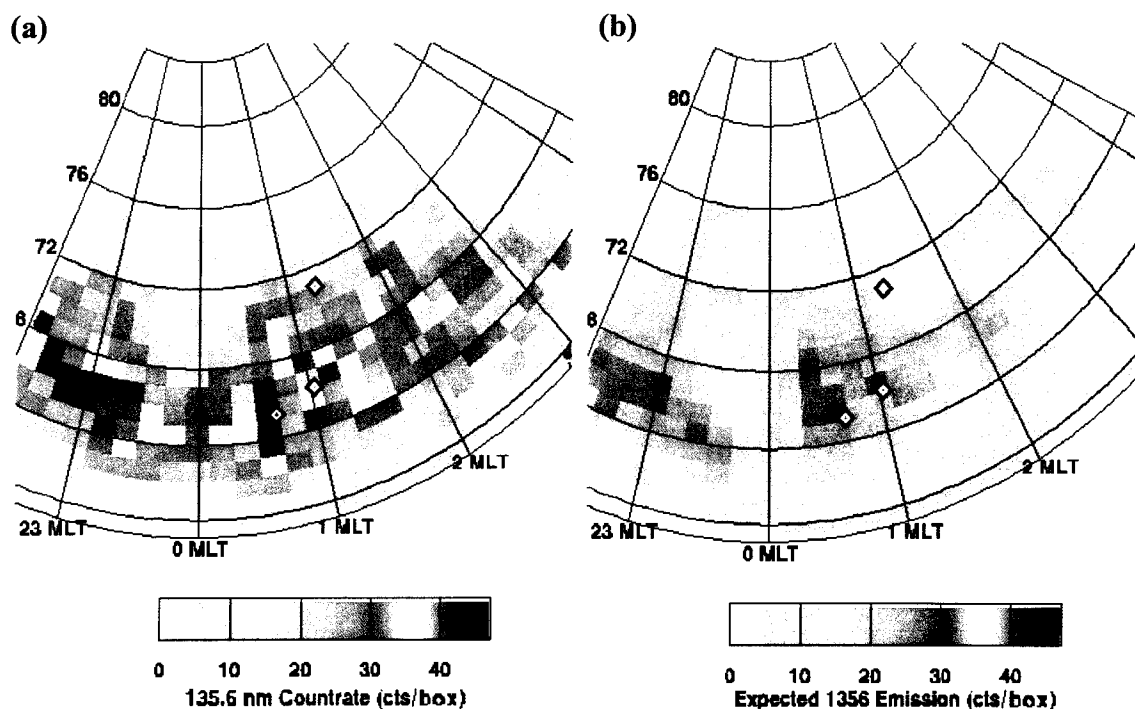 (a)
80
76
72
6
23 MLT
0 MLT
1 MLT
2 MLT
0 10 20 30 40
135.6 nm Countrate (cts/box)
(b)
80
76
72
6
23 MLT
0 MLT
1 MLT
2 MLT
0 10 20 30 40
Expected 1356 Emission (cts/box)